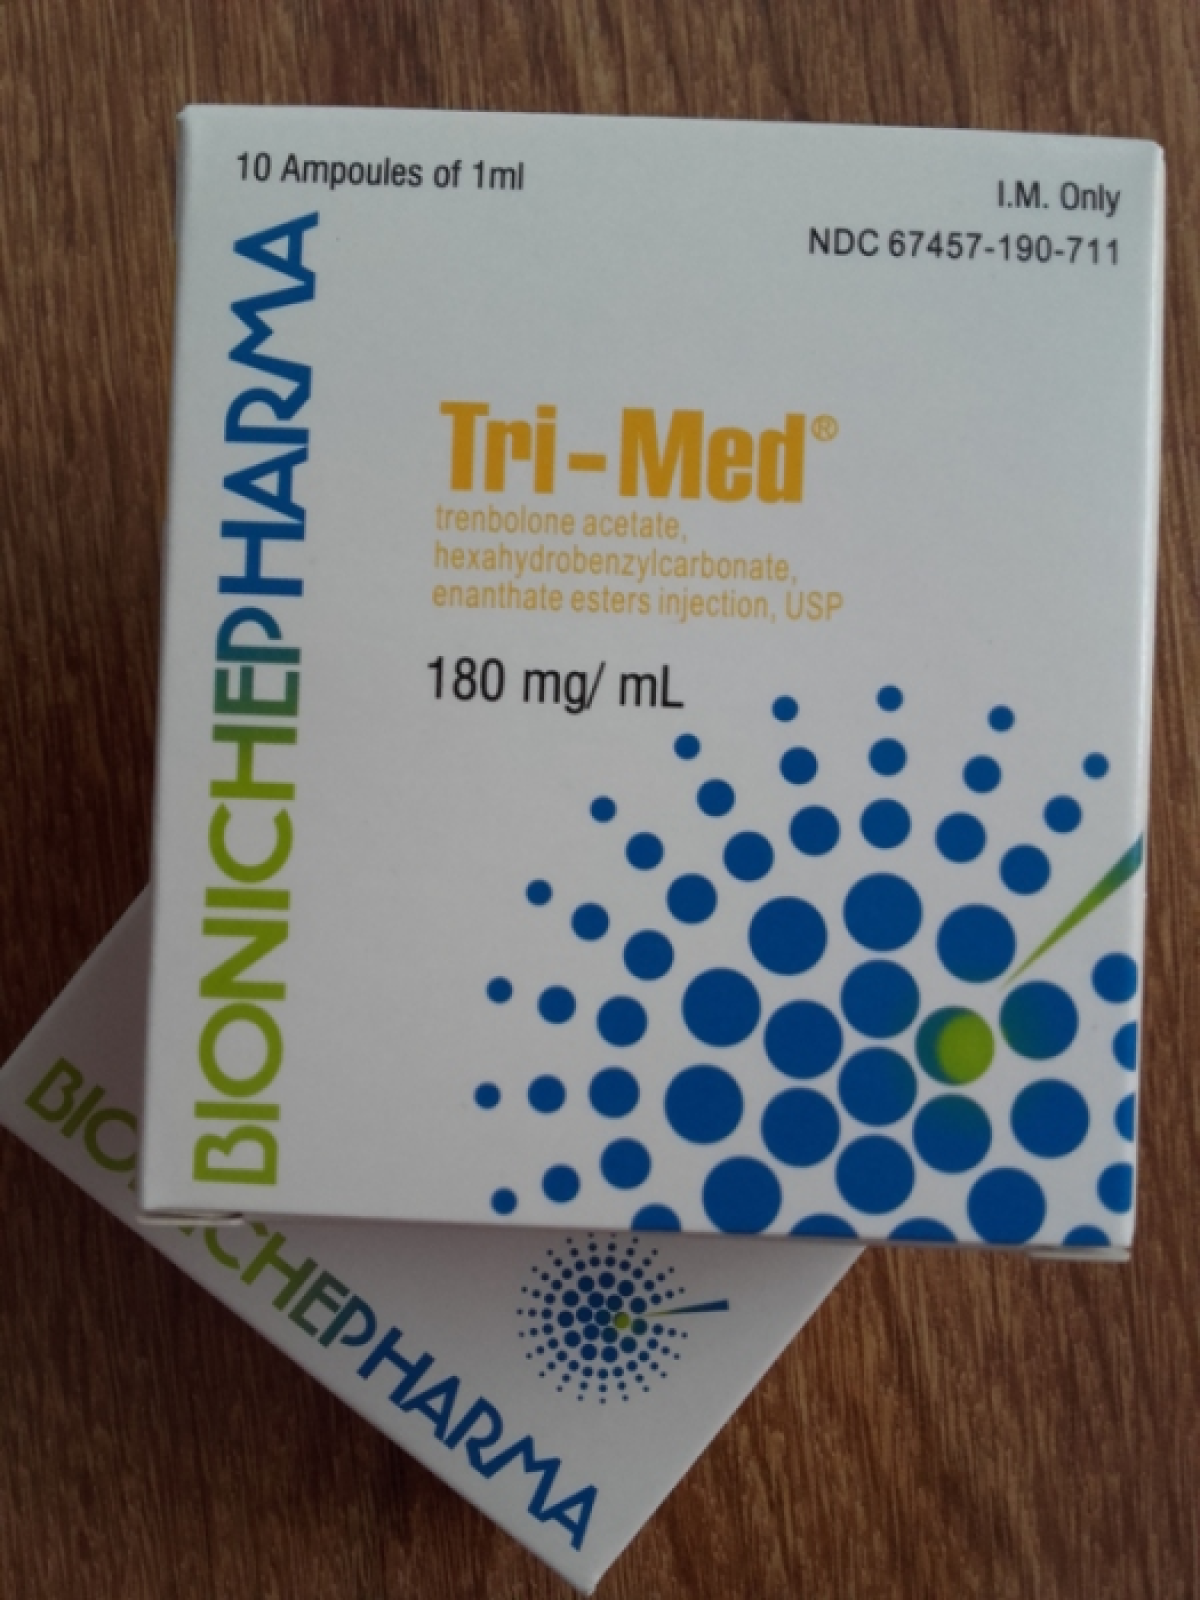 10 Ampoules of 1ml
I.M. Only
NDC 67457-190-711
BIONICHEPHARMA
Tri-Med®
trenbolone acetate,
hexahydrobenzylcarbonate,
enanthate esters injection, USP
180 mg/ mL
BIONICHEPHARMA